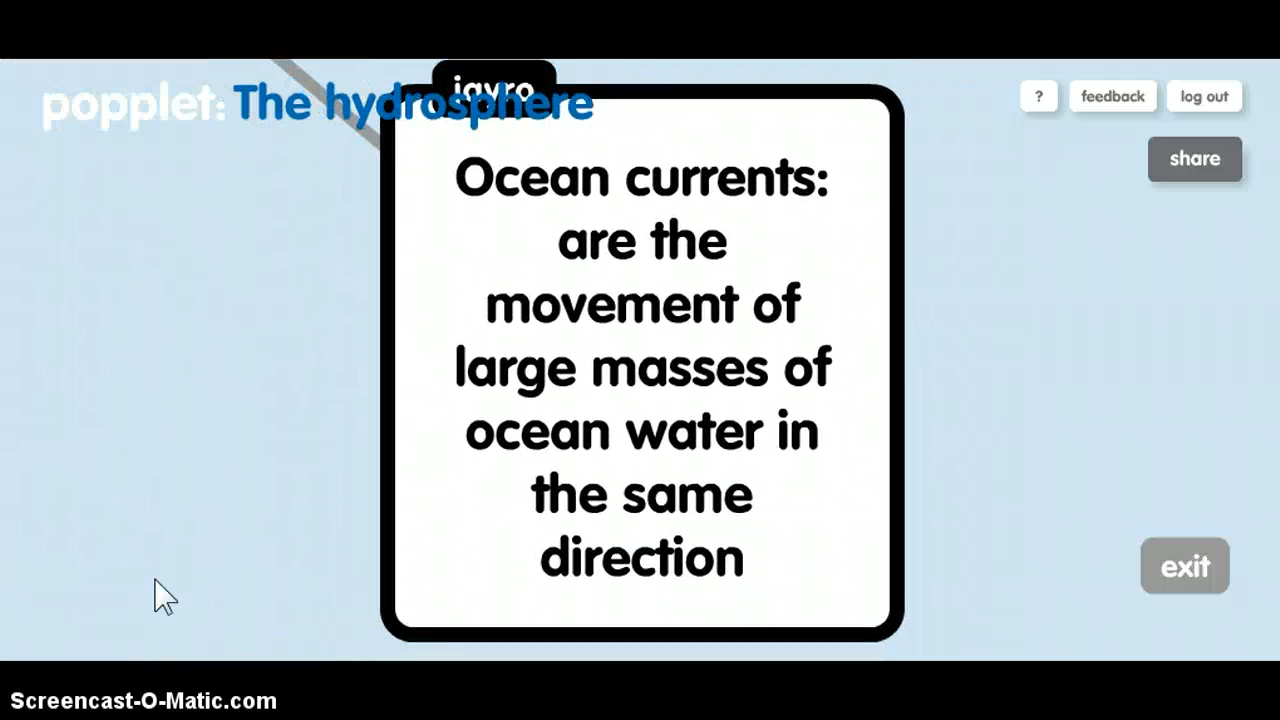 popplet: The hydrosphere
?
feedback
log out
share
Ocean currents:
are the
movement of
large masses of
ocean water in
the same
direction
exit
Screencast-O-Matic.com